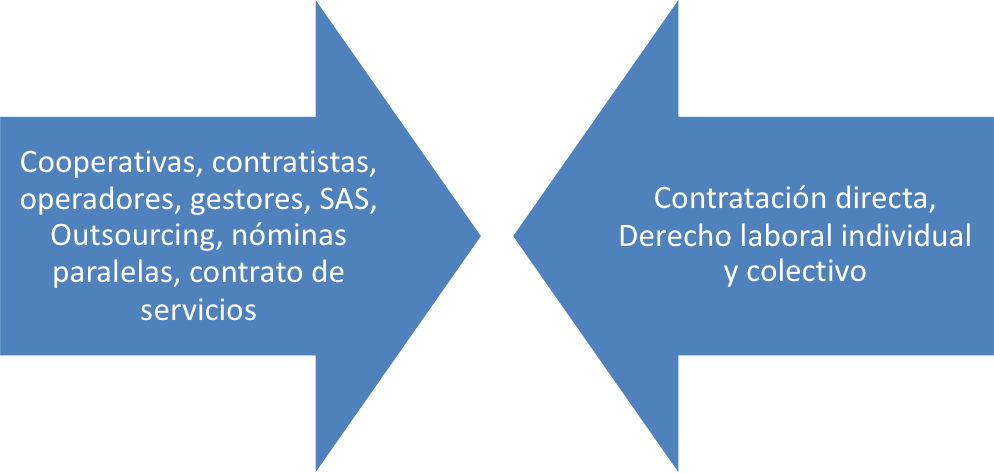 Cooperativas, contratistas,
operadores, gestores, SAS,
Outsourcing, nóminas
paralelas, contrato de
servicios
Contratación directa,
Derecho laboral individual
y colectivo